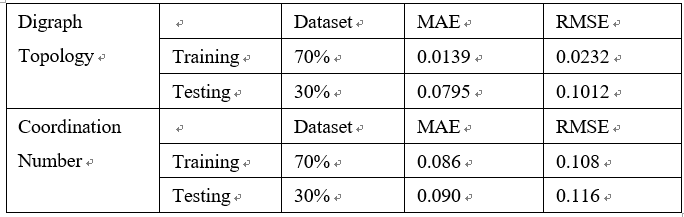 Digraph Topology Dataset MAE RMSE
Training 70% 0.0139 0.0232
Testing 30% 0.0795 0.1012
Coordination Number Dataset MAE RMSE
Training 70% 0.086 0.108
Testing 30% 0.090 0.116